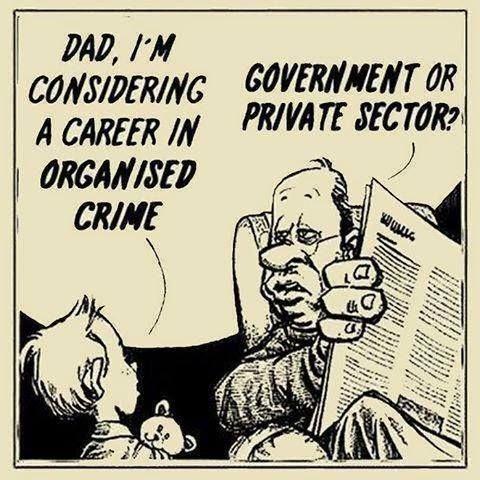 DAD, I'M
CONSIDERING
A CAREER IN
ORGANISED
CRIME
GOVERNMENT OR
PRIVATE SECTOR?